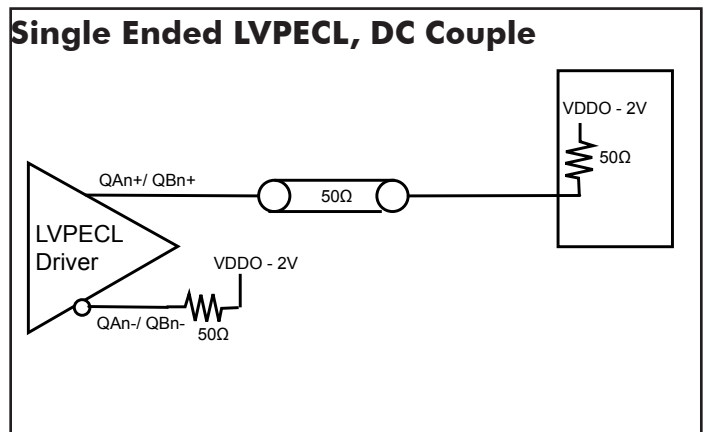 Single Ended LVPECL, DC Couple
VDDO - 2V
50Ω
QAn+/ QBn+
50Ω
LVPECL
Driver
VDDO - 2V
QAn-/ QBn-
50Ω